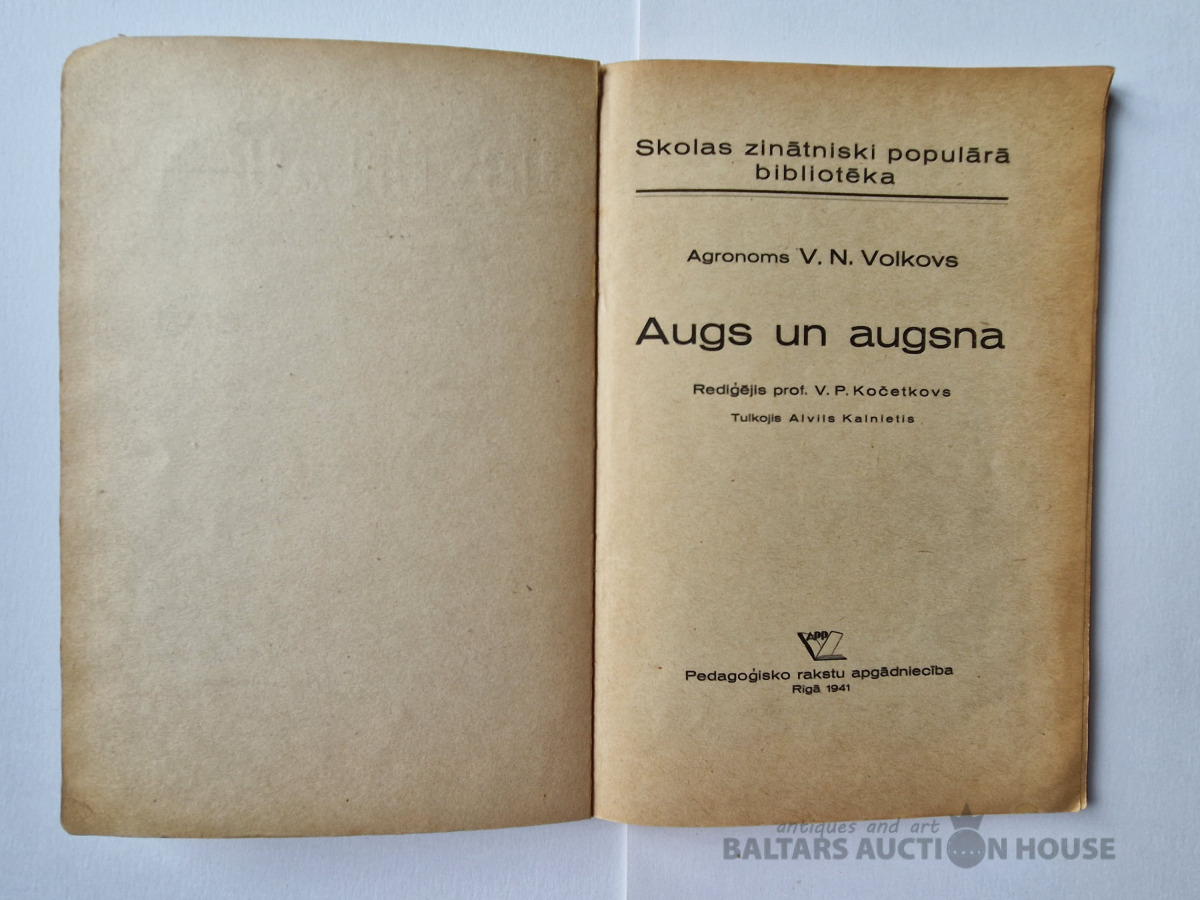 Skolas zinātniski populārā
bibliotēka
Agronoms V. N. Volkovs
Augs un augsna
Rediģējis prof. V. P. Kočetkovs
Tulkojis Alvils Kalnietis
APP
Pedagoģisko rakstu apgādniecība
Rīgā 1941
antiques and art
BALTARS AUCTION HOUSE